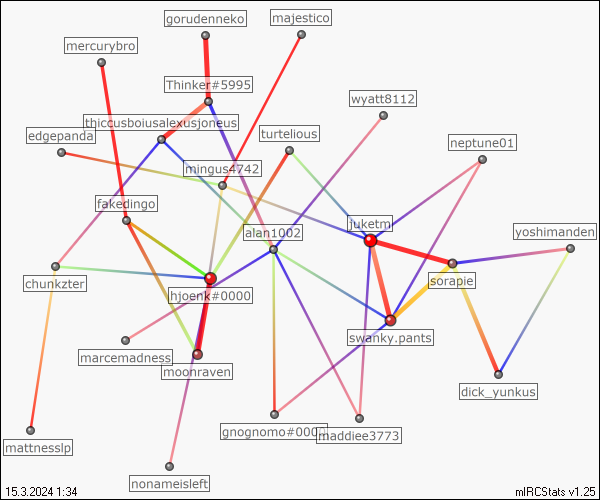 gorudenneko
majestico
mercurybro
Thinker#5995
wyatt8112
thiccusboiusalexusjoneus
edgepanda
turtelious
neptune01
mingus4742
fakedingo
juketm
alan1002
yoshimanden
chunkzter
hjoenk#0000
sorapie
swanky.pants
marcemadness
moonraven
dick_yunkus
gnognomo#000
maddiee3773
mattnesslp
nonameisleft
15.3.2024 1:34
mIRCStats v1.25